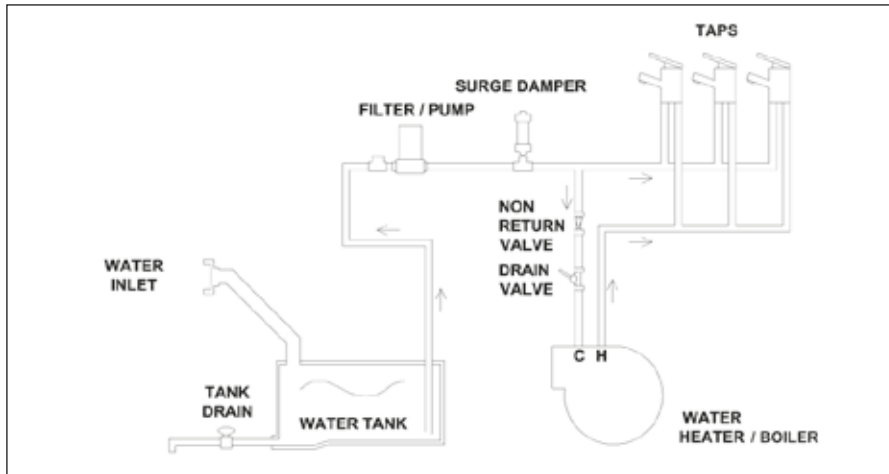 TAPS
SURGE DAMPER
FILTER / PUMP
NON
RETURN
VALVE
DRAIN
VALVE
WATER
INLET
C H
TANK
DRAIN
WATER TANK
WATER
HEATER / BOILER